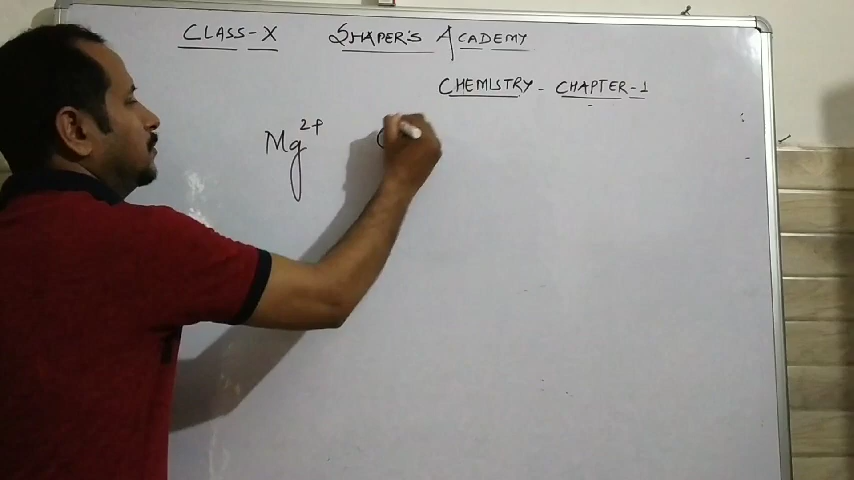 CLASS-X SHAPER'S ACADEMY
CHEMISTRY - CHAPTER-1
Mg²⁺